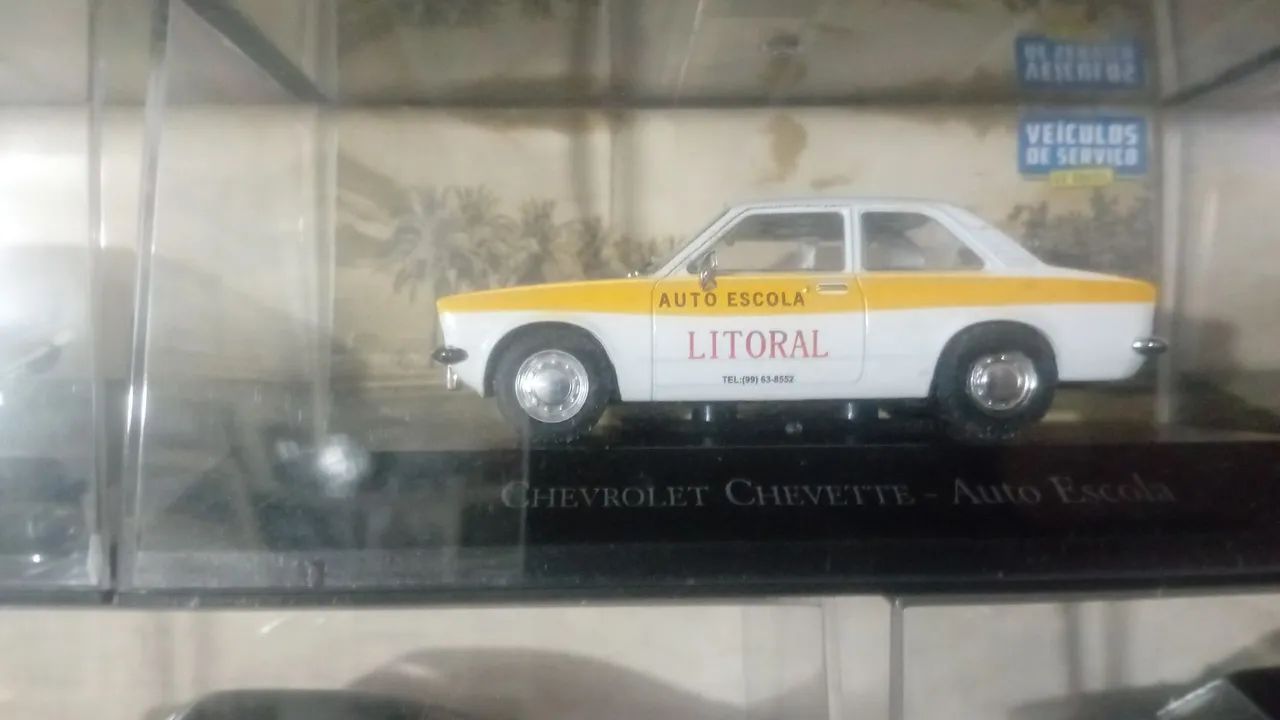 VEÍCULOS
DE SERVIÇO
AUTO ESCOLA
LITORAL
TEL:(99) 63-8552
CHEVROLET CHEVETTE - Auto Escola